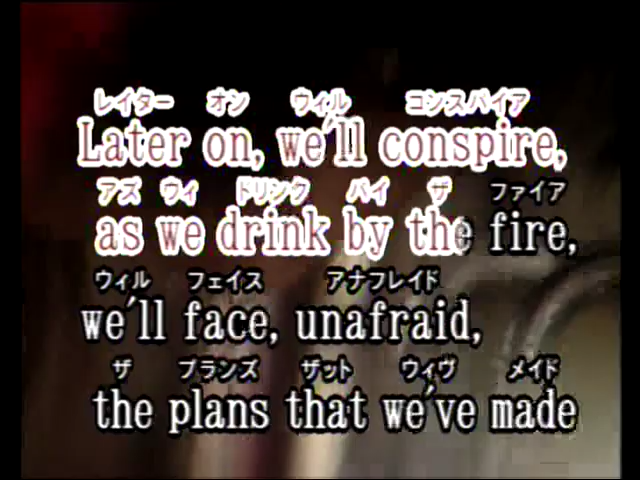 レイター オン ウィル コンスパイア
Later on, we'll conspire,
アズ ウィ ドリンク バイ ザ ファイア
as we drink by the fire,
ウィル フェイス アナフレイド
we'll face, unafraid,
ザ プランズ ザット ウィヴ メイド
the plans that we've made